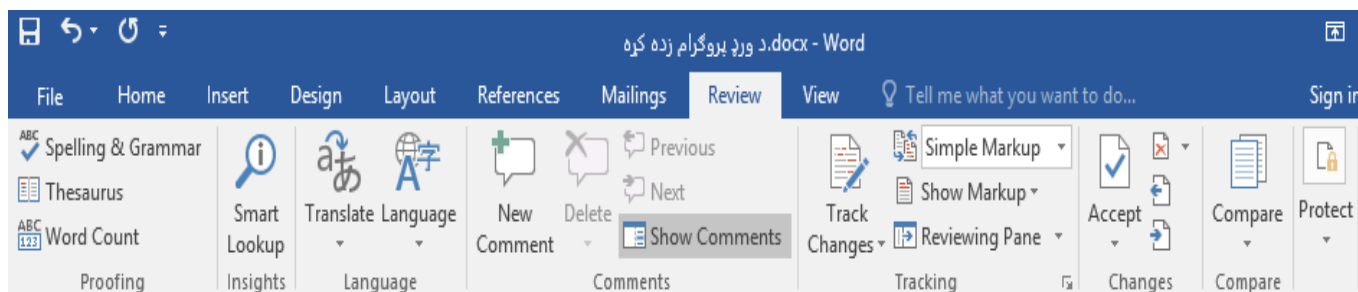 د ورډ پروګرام زده کړه.docx - Word
File Home Insert Design Layout References Mailings Review View Tell me what you want to do... Sign in
ABC Spelling & Grammar
Thesaurus
ABC 123 Word Count
Proofing
Smart Lookup
Insights
Translate Language
Language
New Comment
Delete
Previous
Next
Show Comments
Comments
Track Changes
Simple Markup
Show Markup
Reviewing Pane
Tracking
Accept
Changes
Compare
Compare
Protect